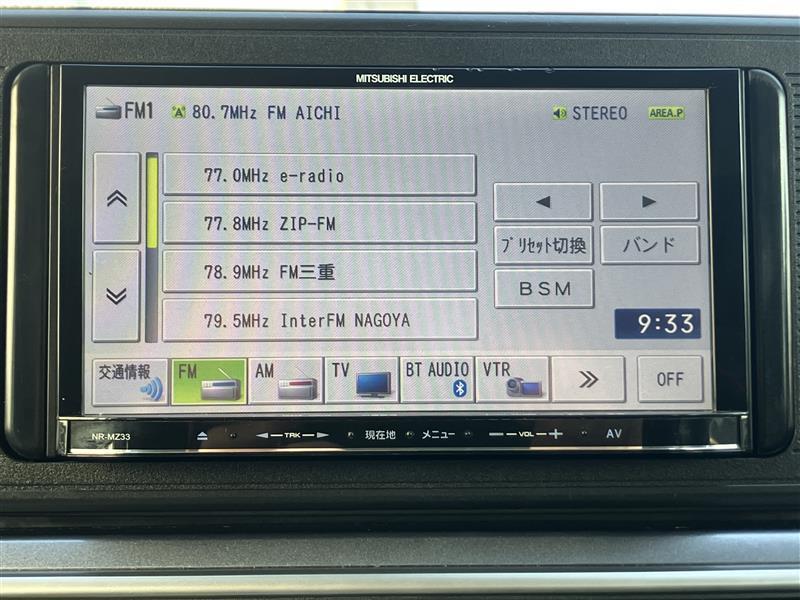 MITSUBISHI ELECTRIC
FM1 A 80.7MHz FM AICHI STEREO AREA.P
77.0MHz e-radio
77.8MHz ZIP-FM
78.9MHz FM三重
79.5MHz InterFM NAGOYA
◀ ▶
プリセット切換 バンド
BSM
9:33
交通情報 FM AM TV BT AUDIO VTR OFF
NR-MZ33 TRK 現在地 メニュー VOL AV